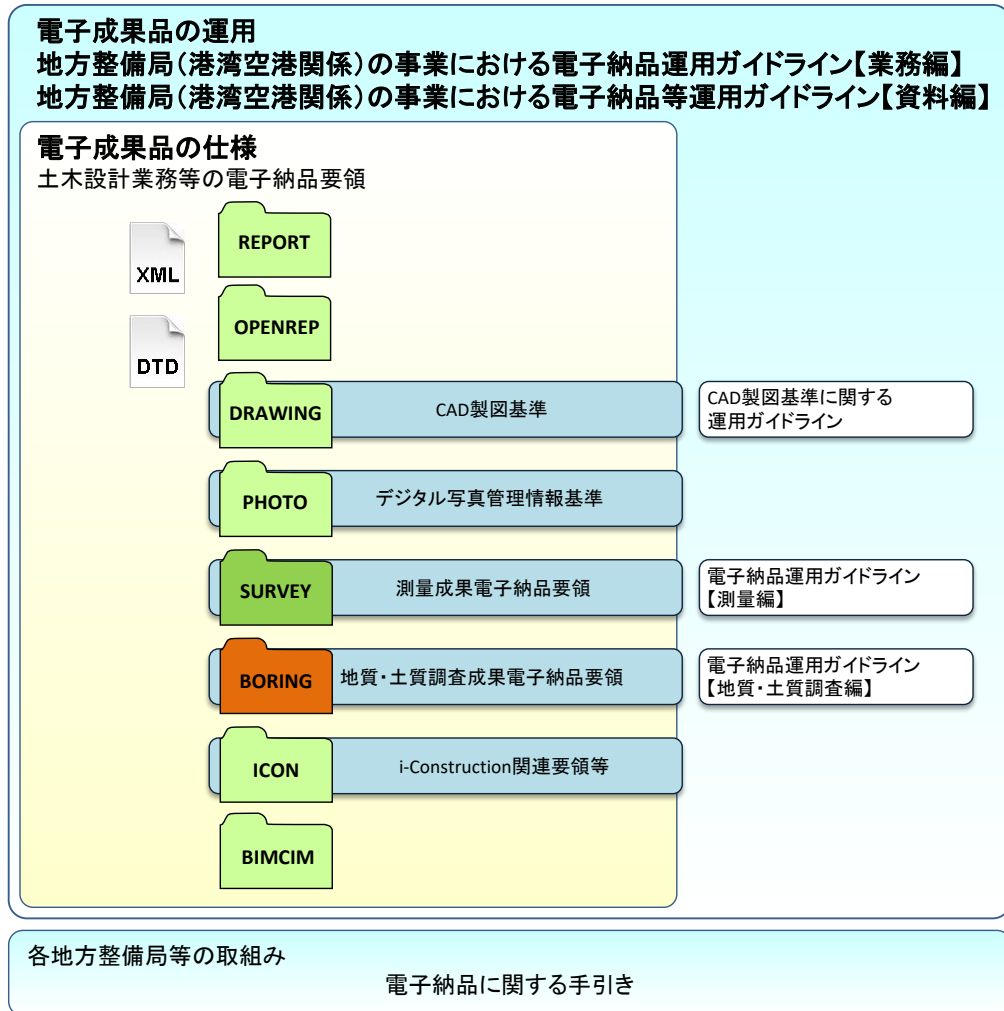 電子成果品の運用
地方整備局(港湾空港関係)の事業における電子納品運用ガイドライン【業務編】
地方整備局(港湾空港関係)の事業における電子納品等運用ガイドライン【資料編】
電子成果品の仕様
土木設計業務等の電子納品要領
XML
REPORT
DTD
OPENREP
DRAWING
CAD製図基準
CAD製図基準に関する
運用ガイドライン
PHOTO
デジタル写真管理情報基準
SURVEY
測量成果電子納品要領
電子納品運用ガイドライン
【測量編】
BORING
地質・土質調査成果電子納品要領
電子納品運用ガイドライン
【地質・土質調査編】
ICON
i-Construction関連要領等
BIMCIM
各地方整備局等の取組み
電子納品に関する手引き